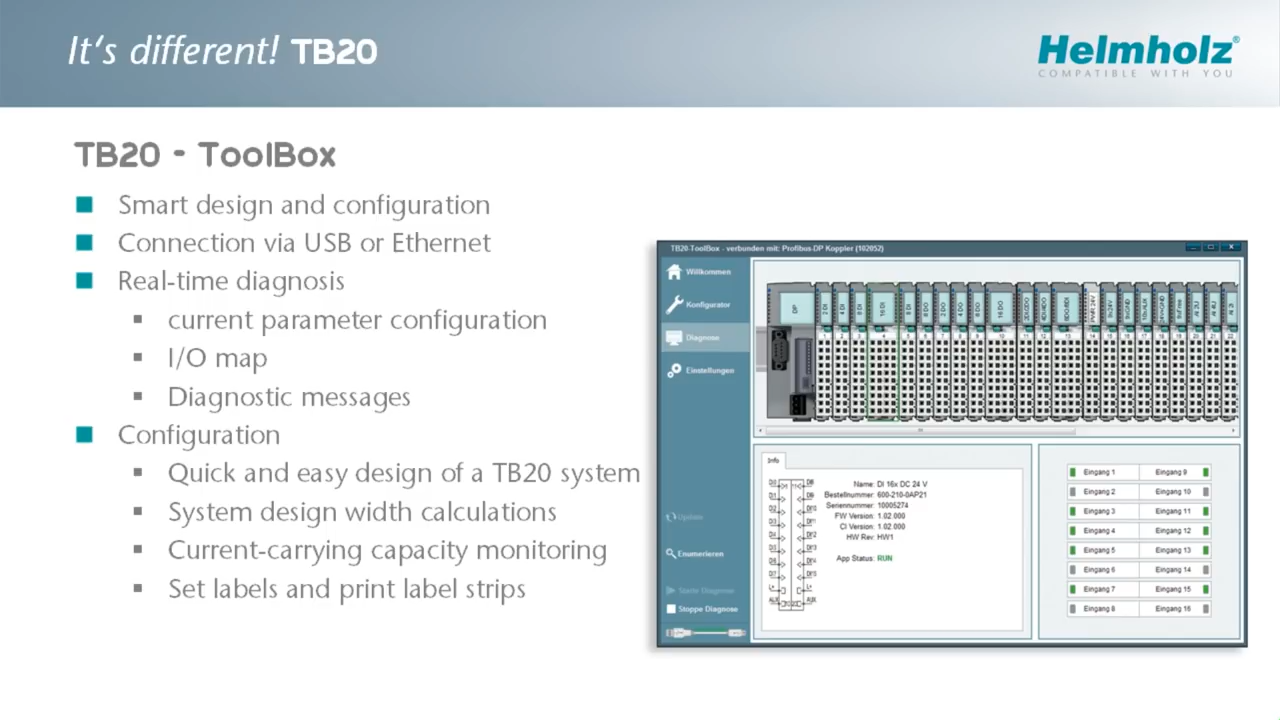 It's different! TB20
Helmholz®
COMPATIBLE WITH YOU
TB20 - ToolBox
Smart design and configuration
Connection via USB or Ethernet
Real-time diagnosis
current parameter configuration
I/O map
Diagnostic messages
Configuration
Quick and easy design of a TB20 system
System design width calculations
Current-carrying capacity monitoring
Set labels and print label strips
TB20-ToolBox - verbunden mit: Profibus-DP Koppler (102052)
Willkommen
Konfigurator
Diagnose
Einstellungen
Update
Enumerieren
Starte Diagnose
Stoppe Diagnose
DP
Info
Name: DI 16x DC 24 V
Bestellnummer: 600-210-0AP21
Seriennummer: 10005274
FW Version: 1.02.000
CI Version: 1.02.000
HW Rev: HW1
App Status: RUN
Eingang 1 Eingang 9
Eingang 2 Eingang 10
Eingang 3 Eingang 11
Eingang 4 Eingang 12
Eingang 5 Eingang 13
Eingang 6 Eingang 14
Eingang 7 Eingang 15
Eingang 8 Eingang 16